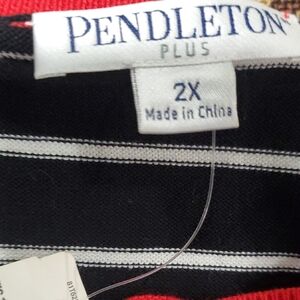 PENDLETON
PLUS
2X
Made in China